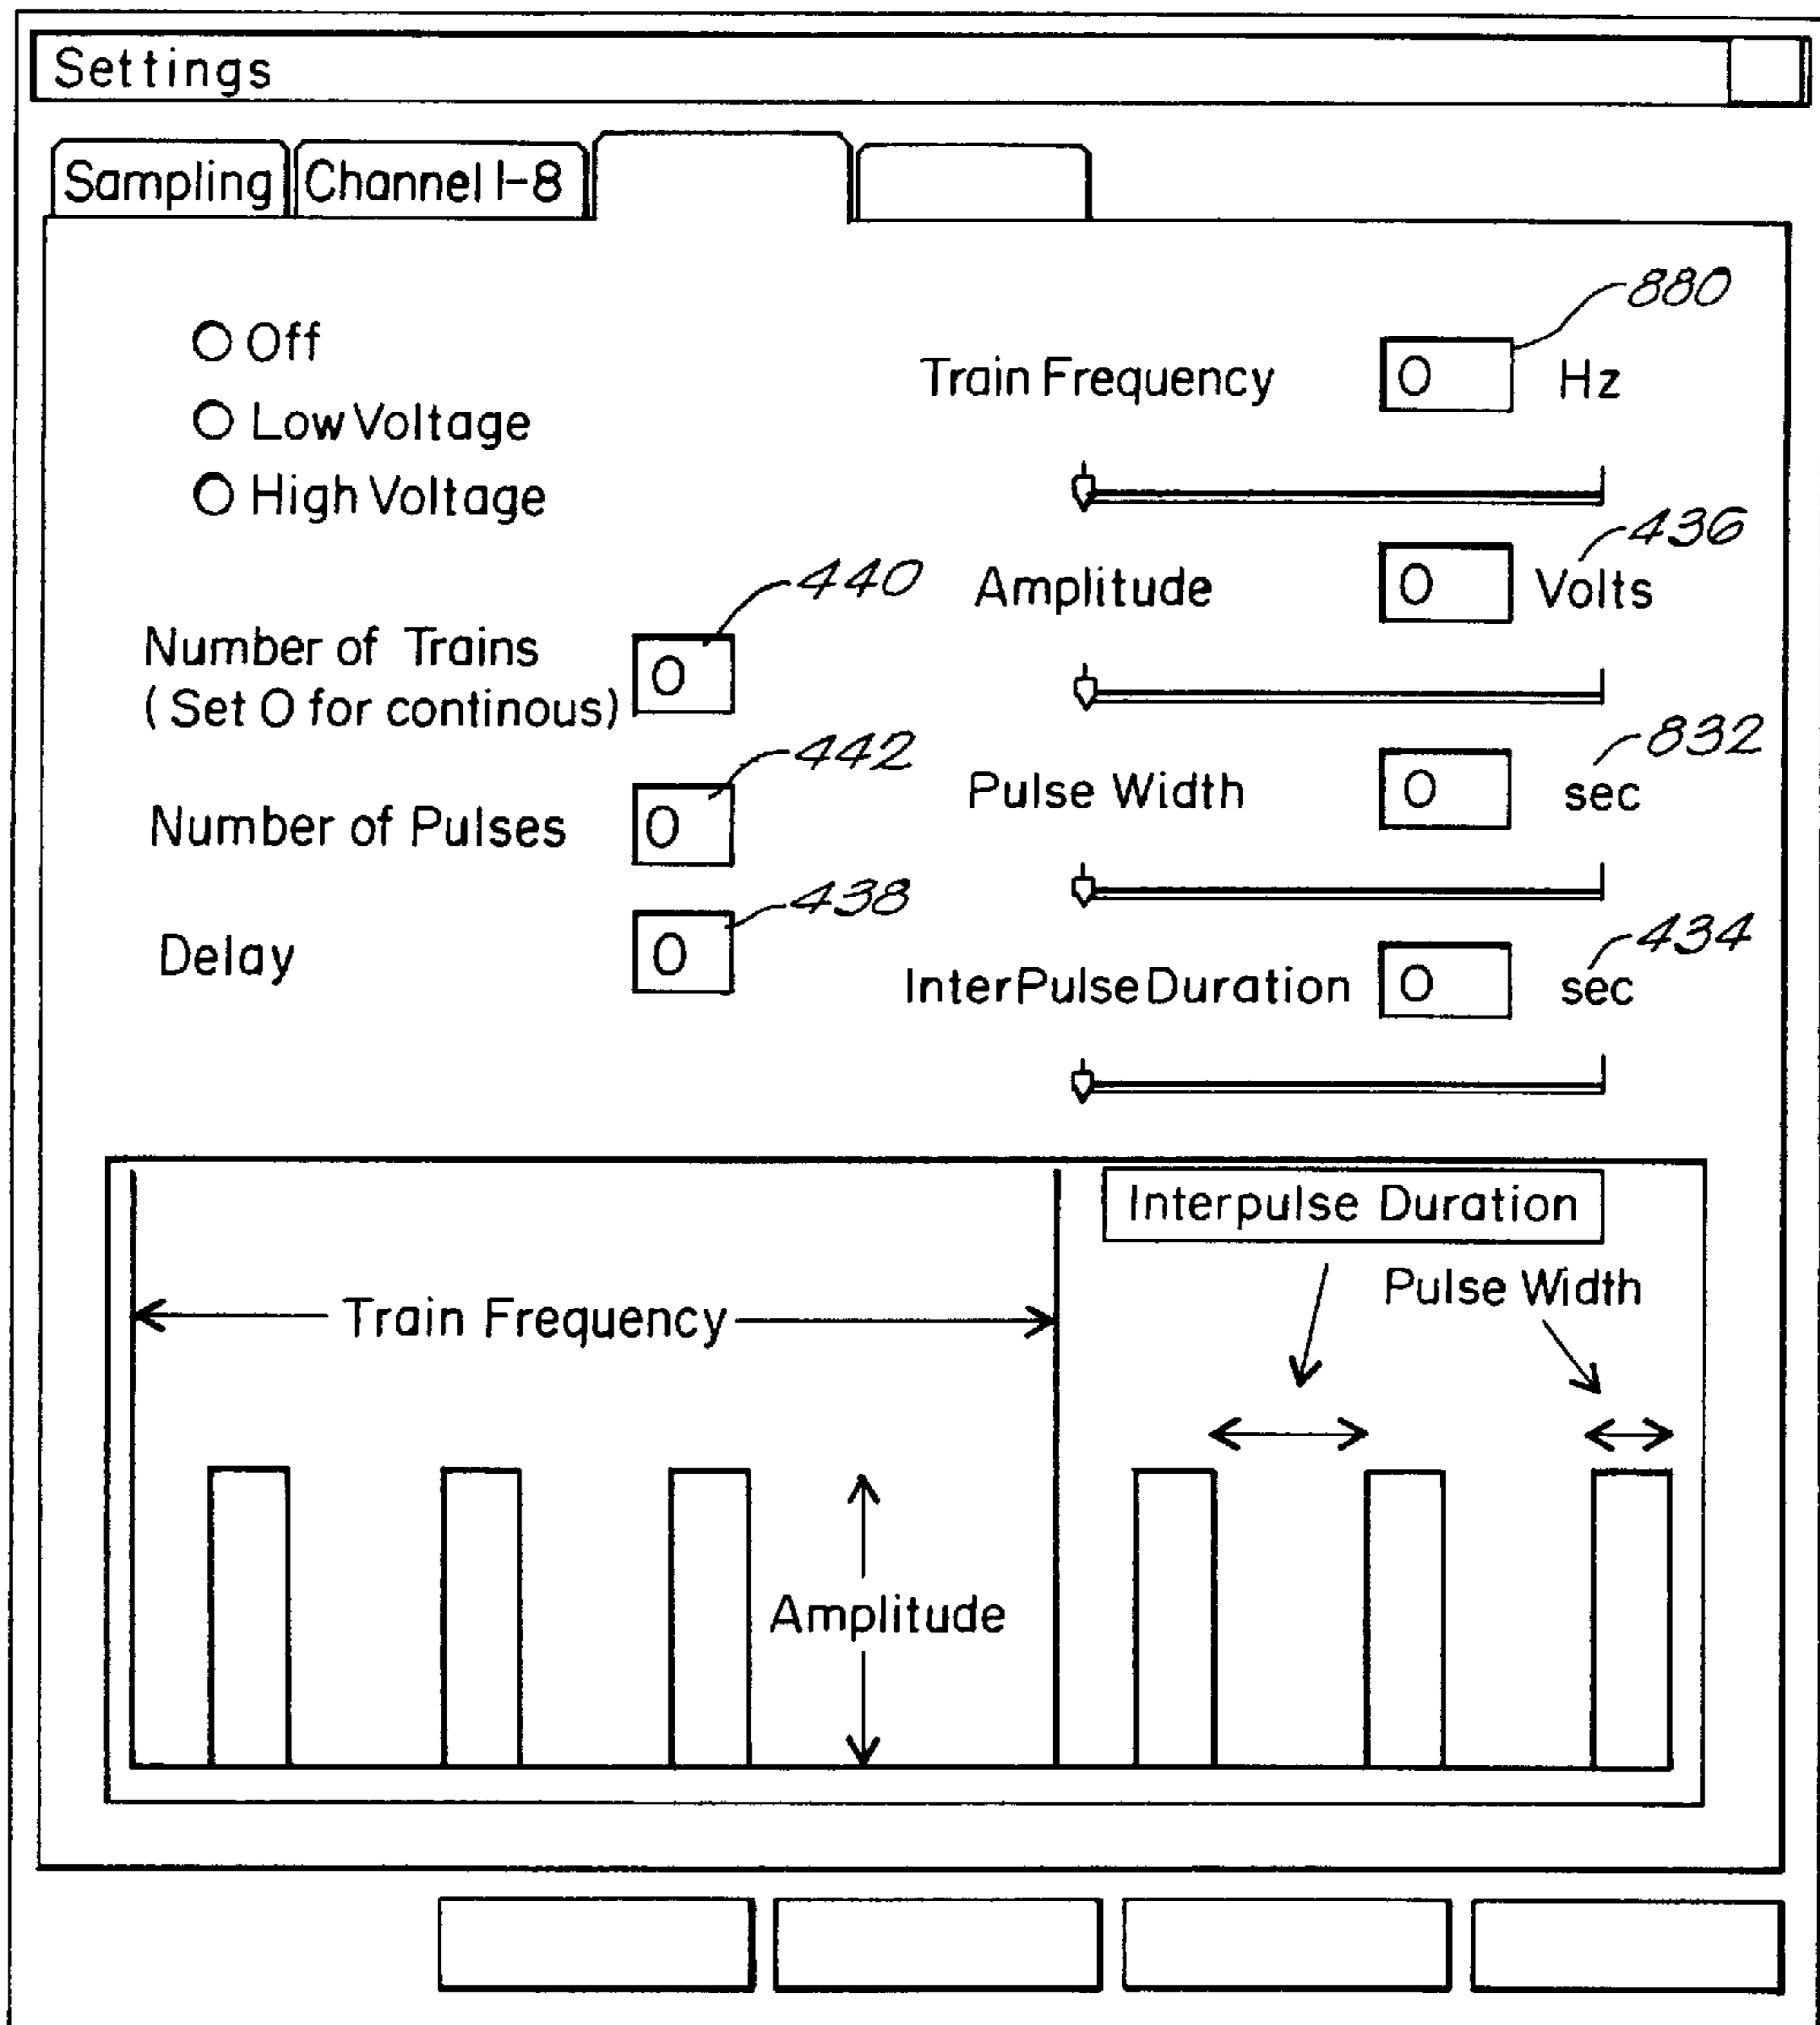 Settings
Sampling
Channel 1-8
Off
Low Voltage
High Voltage
440
Number of Trains
(Set 0 for continous)
0
442
Number of Pulses
0
438
Delay
0
880
Train Frequency
0
Hz
436
Amplitude
0
Volts
832
Pulse Width
0
sec
434
InterPulse Duration
0
sec
Interpulse Duration
Pulse Width
Train Frequency
Amplitude